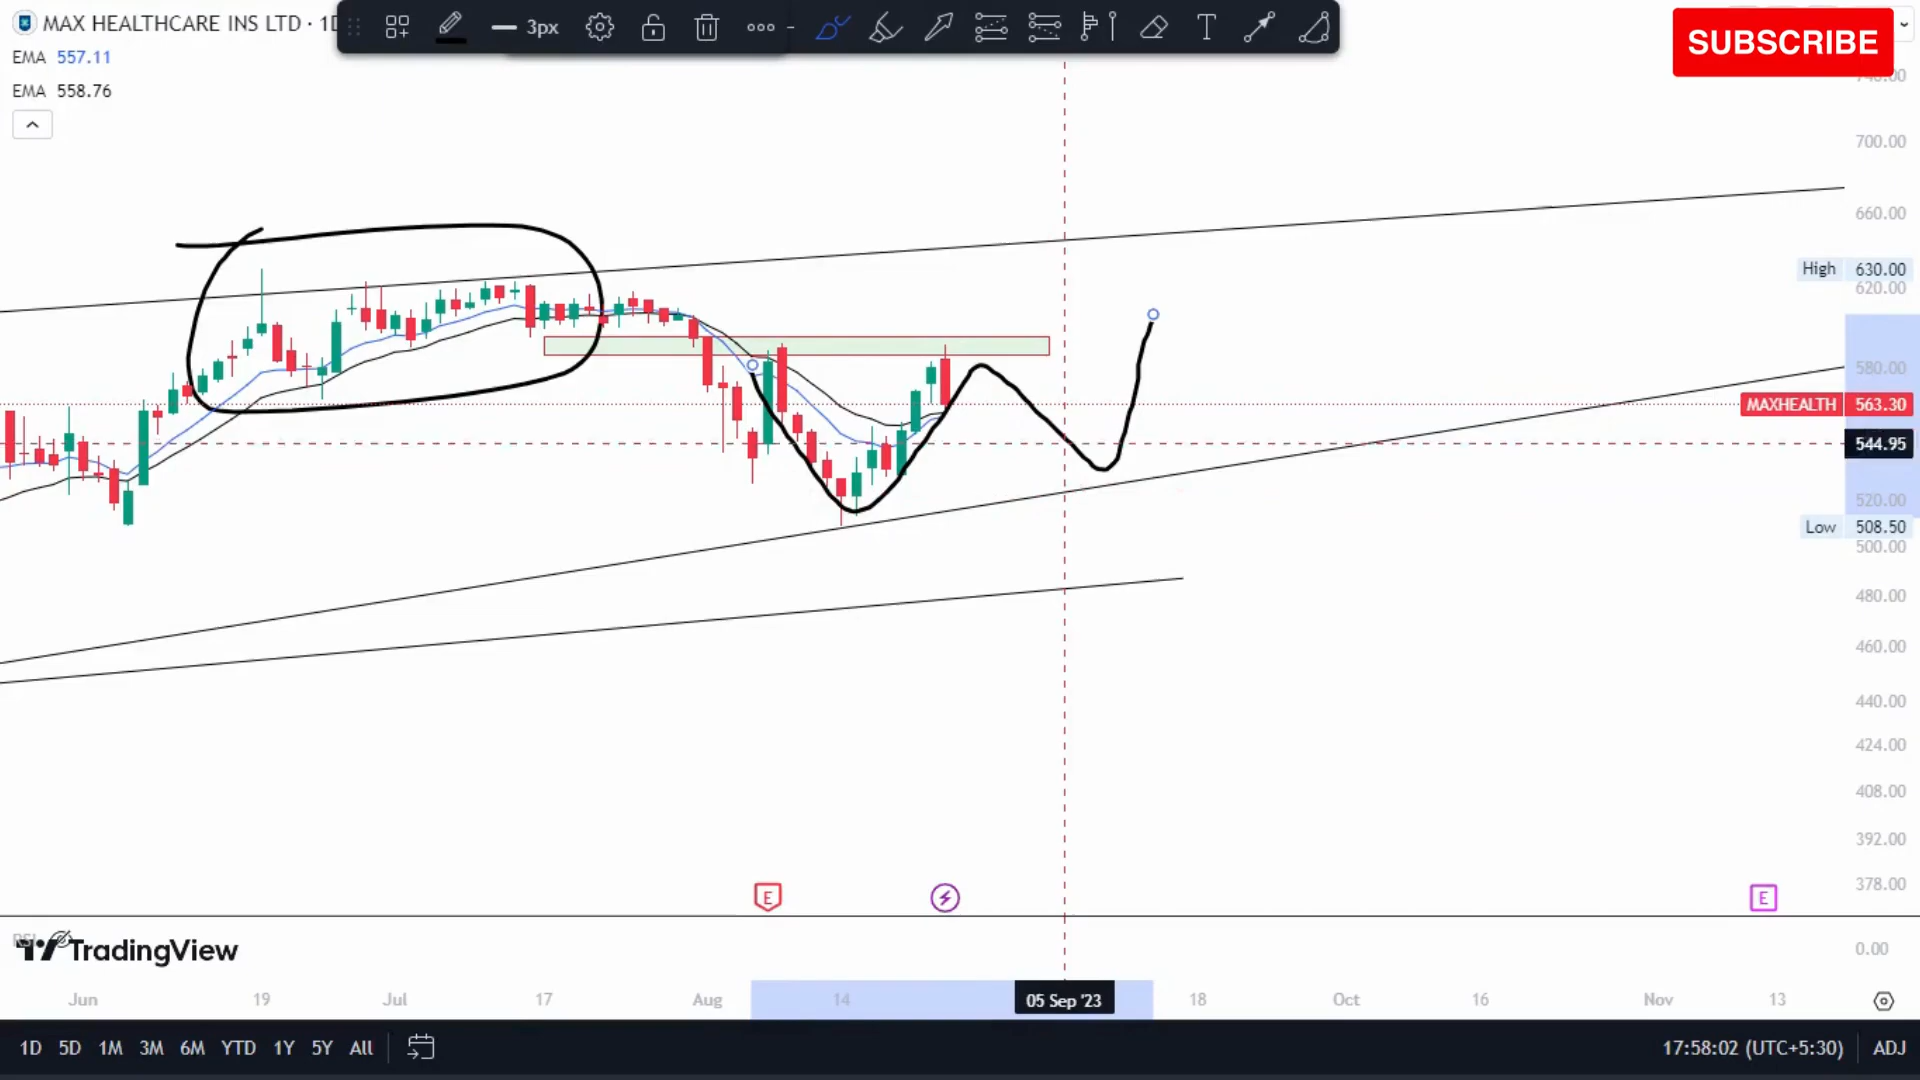 MAX HEALTHCARE INS LTD · 1D
3px
T
SUBSCRIBE
EMA 557.11
EMA 558.76
740.00
700.00
660.00
High 630.00
620.00
580.00
MAXHEALTH 563.30
544.95
520.00
Low 508.50
500.00
480.00
460.00
440.00
424.00
408.00
392.00
378.00
E
E
RSI
TradingView
0.00
Jun 19 Jul 17 Aug 14 05 Sep '23 18 Oct 16 Nov 13
1D 5D 1M 3M 6M YTD 1Y 5Y All 17:58:02 (UTC+5:30) ADJ